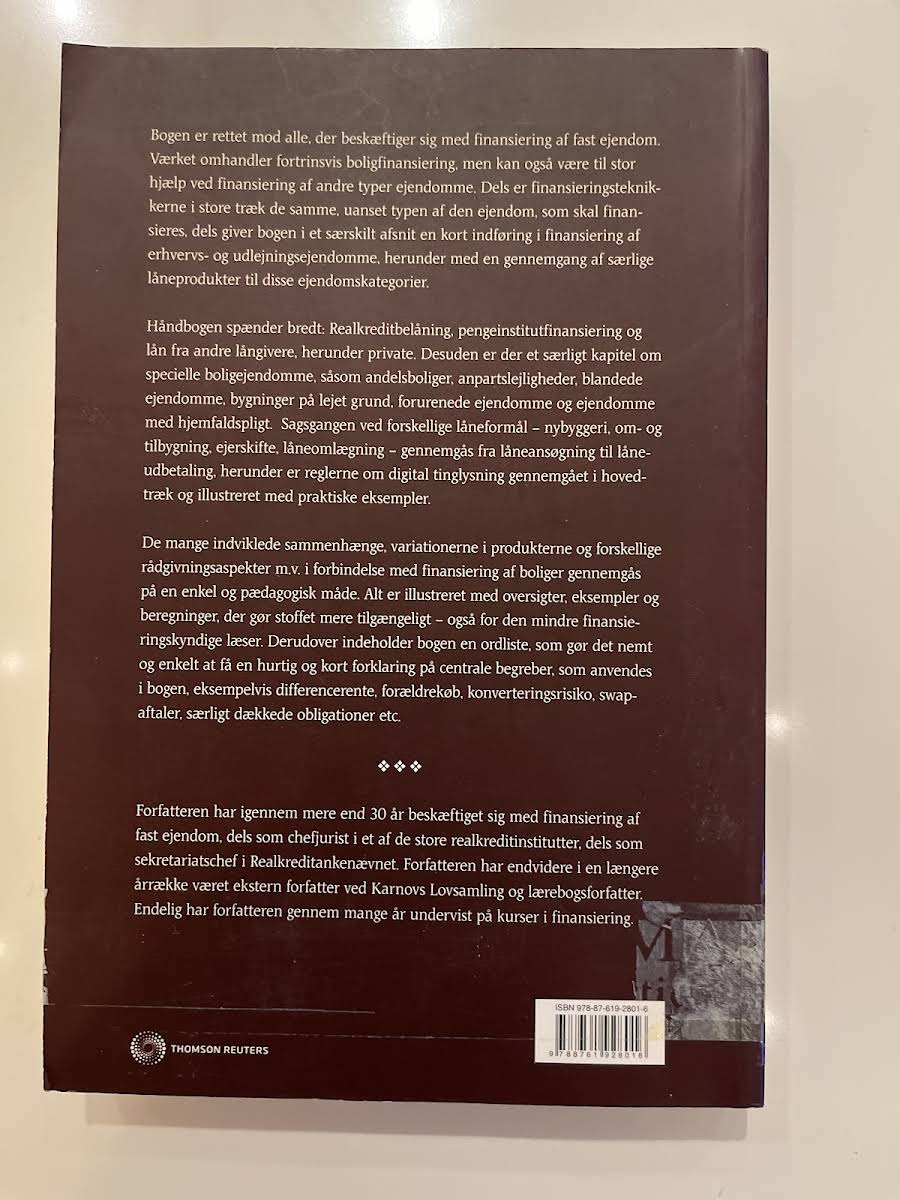 Bogen er rettet mod alle, der beskæftiger sig med finansiering af fast ejendom.
Værket omhandler fortrinsvis boligfinansiering, men kan også være til stor
hjælp ved finansiering af andre typer ejendomme. Dels er finansieringsteknik-
kerne i store træk de samme, uanset typen af den ejendom, som skal finan-
sieres, dels giver bogen i et særskilt afsnit en kort indføring i finansiering af
erhvervs- og udlejningsejendomme, herunder med en gennemgang af særlige
låneprodukter til disse ejendomskategorier.
Håndbogen spænder bredt: Realkreditbelåning, pengeinstitutfinansiering og
lån fra andre långivere, herunder private. Desuden er der et særligt kapitel om
specielle boligejendomme, såsom andelsboliger, anpartslejligheder, blandede
ejendomme, bygninger på lejet grund, forurenede ejendomme og ejendomme
med hjemfaldspligt. Sagsgangen ved forskellige låneformål – nybyggeri, om- og
tilbygning, ejerskifte, låneomlægning – gennemgås fra låneansøgning til låne-
udbetaling, herunder er reglerne om digital tinglysning gennemgået i hoved-
træk og illustreret med praktiske eksempler.
De mange indviklede sammenhænge, variationerne i produkterne og forskellige
rådgivningsaspekter m.v. i forbindelse med finansiering af boliger gennemgås
på en enkel og pædagogisk måde. Alt er illustreret med oversigter, eksempler og
beregninger, der gør stoffet mere tilgængeligt – også for den mindre finansie-
ringskyndige læser. Derudover indeholder bogen en ordliste, som gør det nemt
og enkelt at få en hurtig og kort forklaring på centrale begreber, som anvendes
i bogen, eksempelvis differencerente, forældrekøb, konverteringsrisiko, swap-
aftaler, særligt dækkede obligationer etc.
Forfatteren har igennem mere end 30 år beskæftiget sig med finansiering af
fast ejendom, dels som chefjurist i et af de store realkreditinstitutter, dels som
sekretariatschef i Realkreditankenævnet. Forfatteren har endvidere i en længere
årrække været ekstern forfatter ved Karnovs Lovsamling og lærebogsforfatter.
Endelig har forfatteren gennem mange år undervist på kurser i finansiering.
ISBN 978-87-619-2801-6
9 788761 928016
THOMSON REUTERS